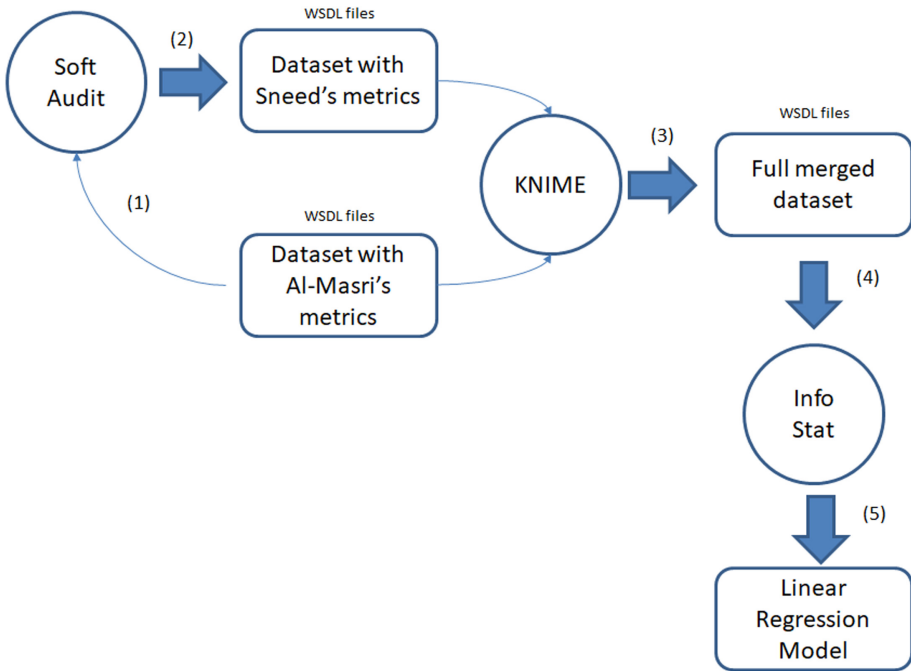 WSDL files
Soft
Audit
(2)
Dataset with
Sneed's metrics
(1)
WSDL files
Dataset with
Al-Masri's
metrics
KNIME
(3)
WSDL files
Full merged
dataset
(4)
Info
Stat
(5)
Linear
Regression
Model